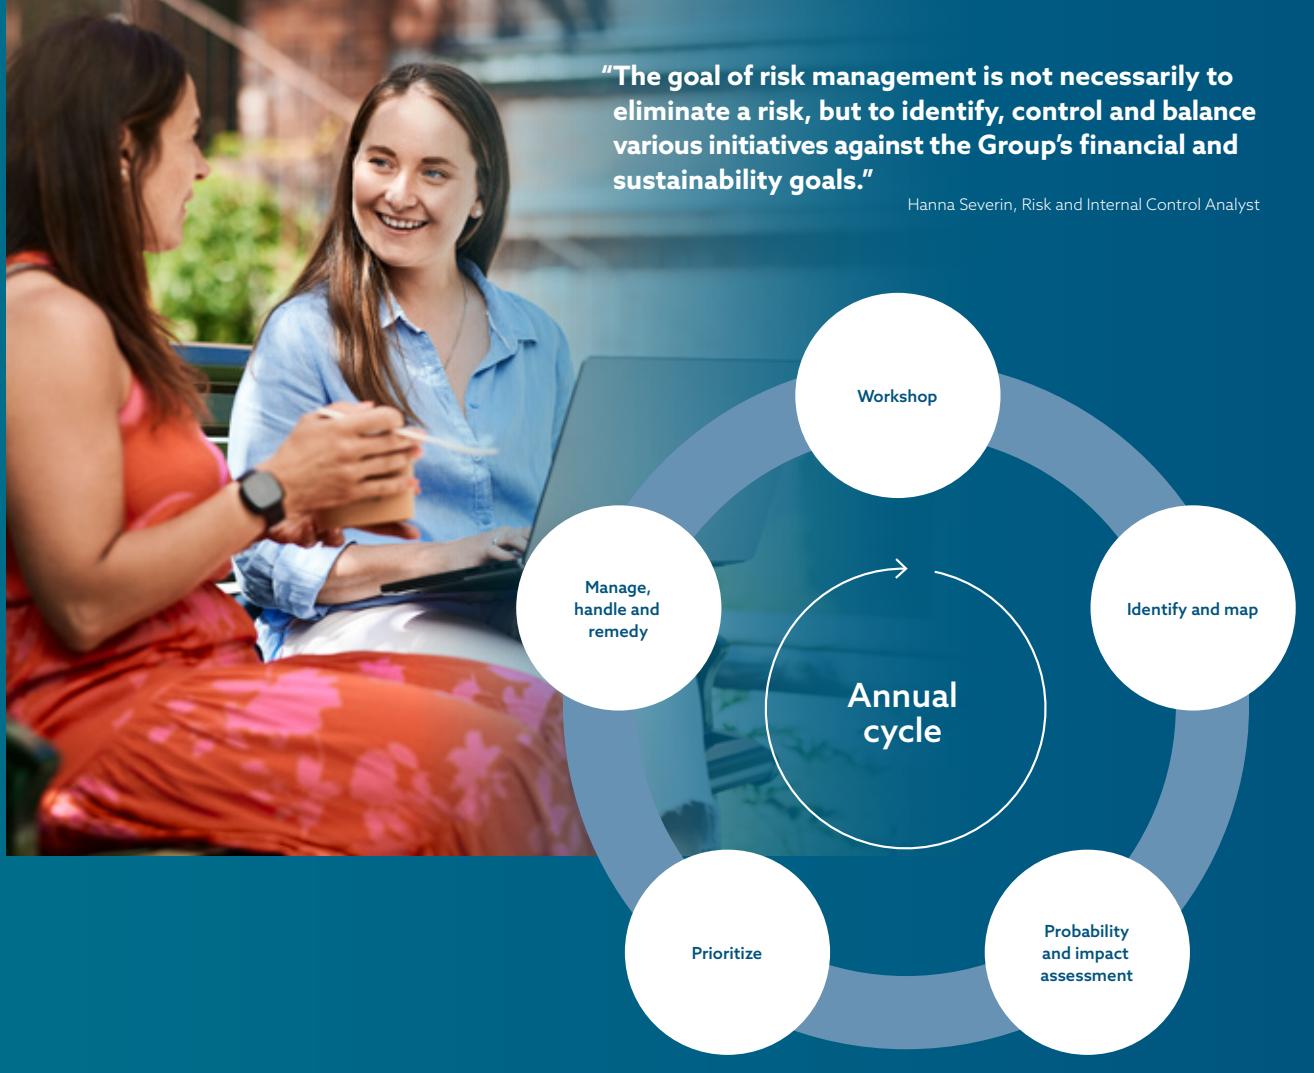 “The goal of risk management is not necessarily to
eliminate a risk, but to identify, control and balance
various initiatives against the Group’s financial and
sustainability goals.”
Hanna Severin, Risk and Internal Control Analyst
Workshop
Identify and map
Probability
and impact
assessment
Prioritize
Manage,
handle and
remedy
Annual
cycle